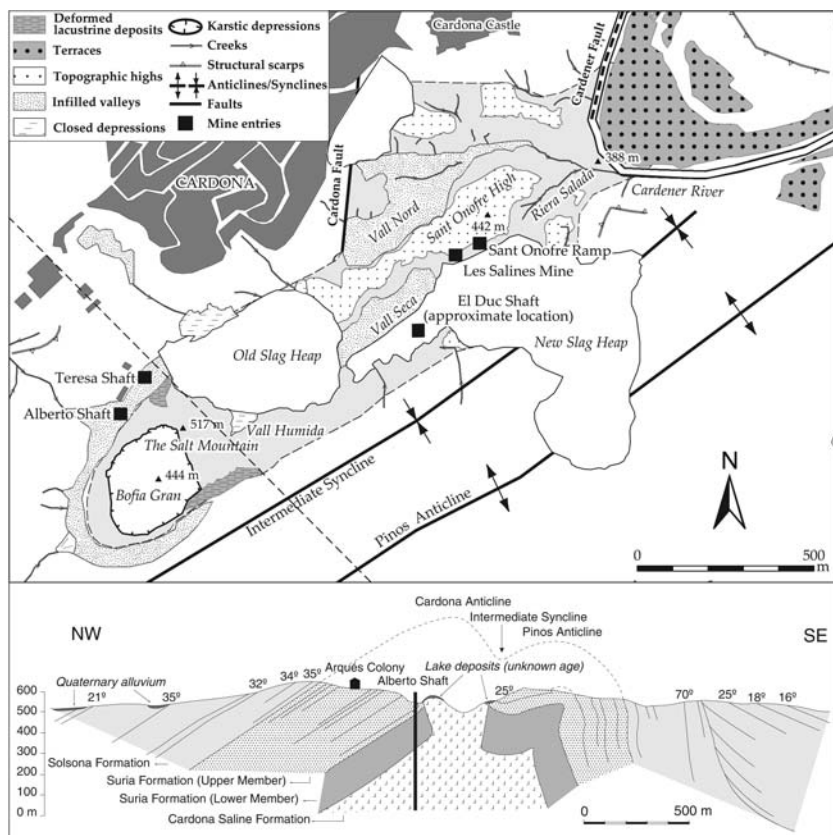 Deformed
lacustrine deposits
Terraces
Topographic highs
Infilled valleys
Closed depressions
Karstic depressions
Creeks
Structural scarps
Anticlines/Synclines
Faults
Mine entries
Cardona Castle
Cardener Fault
CARDONA
Cardona Fault
388 m
Cardener River
Riera Salada
Vall Nord
Sant Onofre High
442 m
Sant Onofre Ramp
Les Salines Mine
El Duc Shaft
(approximate location)
Vall Seca
Old Slag Heap
New Slag Heap
Teresa Shaft
Alberto Shaft
517 m
Vall Humida
The Salt Mountain
444 m
Bofia Gran
Intermediate Syncline
Pinos Anticline
N
0 500
m
Cardona Anticline
Intermediate Syncline
Pinos Anticline
NW
SE
Arques Colony
Alberto Shaft
Lake deposits (unknown age)
Quaternary alluvium
21º 35º 32º 34º 35º 25º 70º 25º 18º 16º
600
500
400
300
200
100
0 m
Solsona Formation
Suria Formation (Upper Member)
Suria Formation (Lower Member)
Cardona Saline Formation
0 500 m